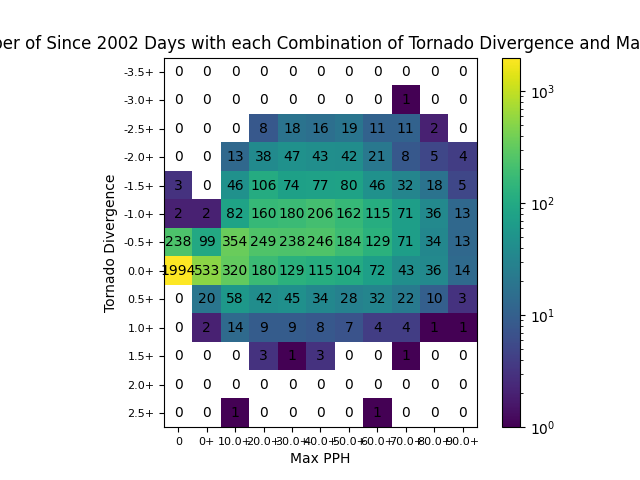 ber of Since 2002 Days with each Combination of Tornado Divergence and Ma
-3.5+ 0 0 0 0 0 0 0 0 0 0 0
-3.0+ 0 0 0 0 0 0 0 0 1 0 0
-2.5+ 0 0 0 8 18 16 19 11 11 2 0
-2.0+ 0 0 13 38 47 43 42 21 8 5 4
-1.5+ 3 0 46 106 74 77 80 46 32 18 5
-1.0+ 2 2 82 160 180 206 162 115 71 36 13
-0.5+ 238 99 354 249 238 246 184 129 71 34 13
0.0+ 1994 533 320 180 129 115 104 72 43 36 14
0.5+ 0 20 58 42 45 34 28 32 22 10 3
1.0+ 0 2 14 9 9 8 7 4 4 1 1
1.5+ 0 0 0 3 1 3 0 0 1 0 0
2.0+ 0 0 0 0 0 0 0 0 0 0 0
2.5+ 0 0 1 0 0 0 0 1 0 0 0
0 0+ 10.0+ 20.0+ 30.0+ 40.0+ 50.0+ 60.0+ 70.0+ 80.0+ 90.0+
Max PPH
Tornado Divergence
10³
10²
10¹
10⁰